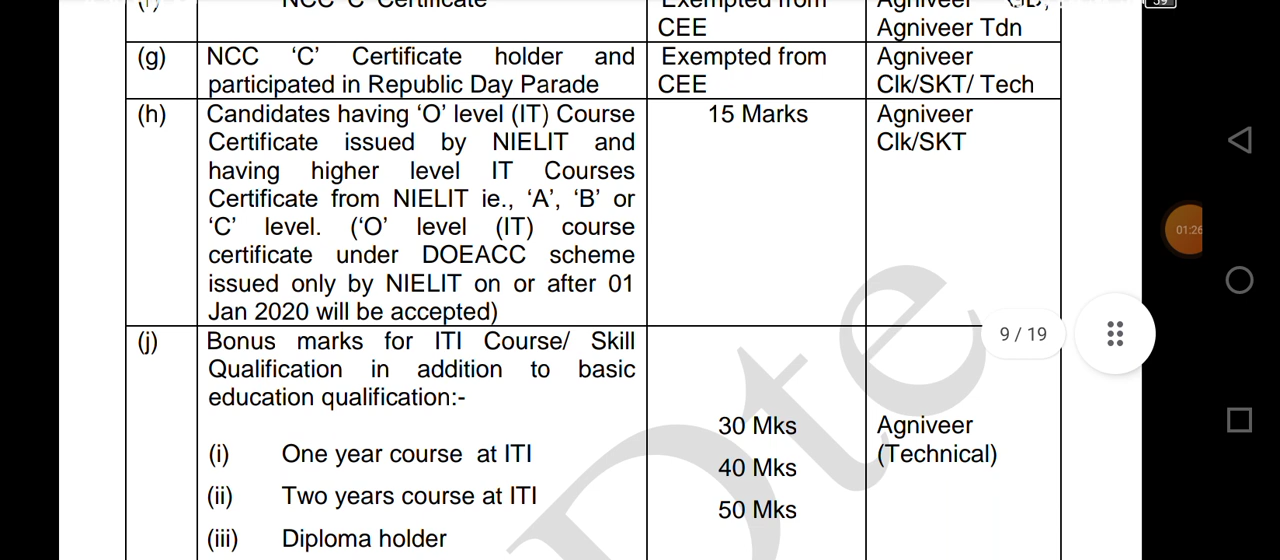 NCC 'C' Certificate
Exempted from
CEE
Agniveer
Agniveer Tdn
(g) NCC 'C' Certificate holder and
participated in Republic Day Parade
Exempted from
CEE
Agniveer
Clk/SKT/ Tech
(h) Candidates having 'O' level (IT) Course
Certificate issued by NIELIT and
having higher level IT Courses
Certificate from NIELIT ie., 'A', 'B' or
'C' level. ('O' level (IT) course
certificate under DOEACC scheme
issued only by NIELIT on or after 01
Jan 2020 will be accepted)
15 Marks
Agniveer
Clk/SKT
(j) Bonus marks for ITI Course/ Skill
Qualification in addition to basic
education qualification:-
(i) One year course at ITI
(ii) Two years course at ITI
(iii) Diploma holder
30 Mks
40 Mks
50 Mks
Agniveer
(Technical)
Dte
9 / 19
01:26
59